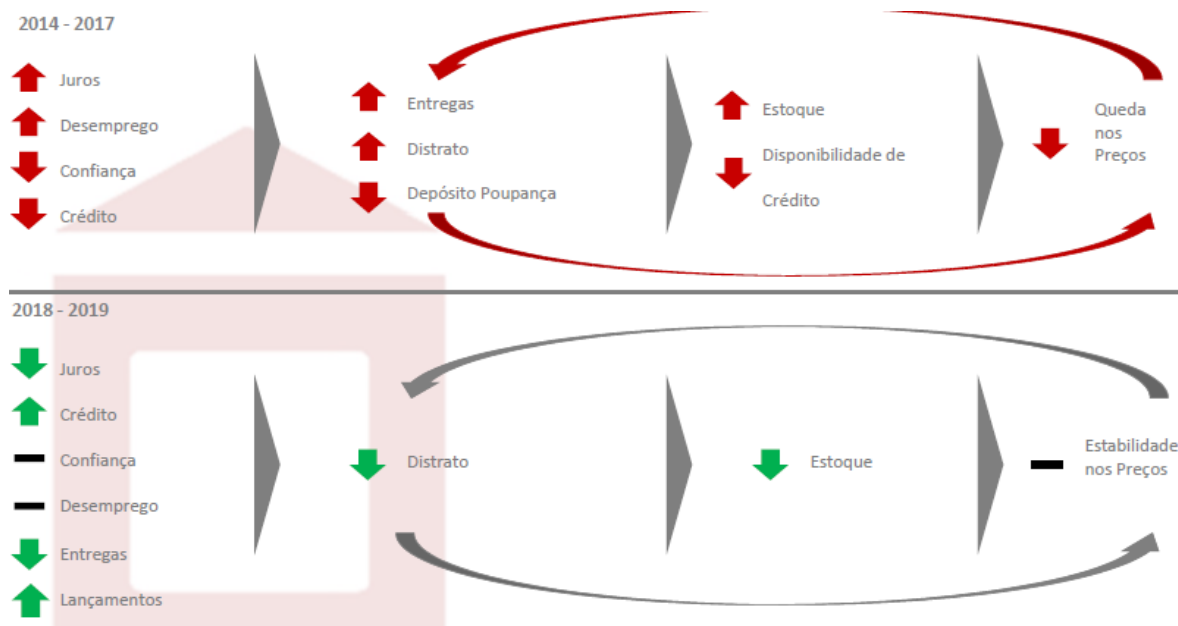 2014 - 2017
Juros
Desemprego
Confiança
Crédito
Entregas
Distrato
Depósito Poupança
Estoque
Disponibilidade de
Crédito
Queda
nos
Preços
2018 - 2019
Juros
Crédito
Confiança
Desemprego
Entregas
Lançamentos
Distrato
Estoque
Estabilidade
nos Preços